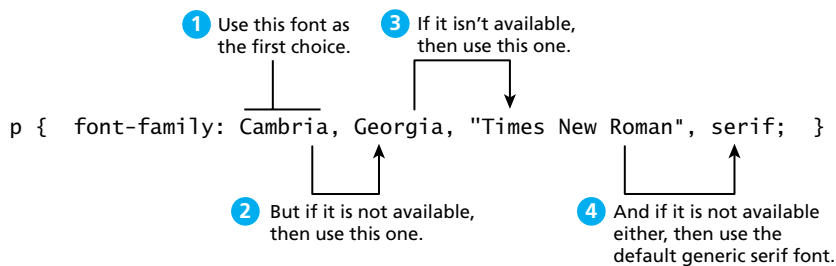 1 Use this font as
the first choice.
3 If it isn’t available,
then use this one.
p { font-family: Cambria, Georgia, "Times New Roman", serif; }
2 But if it is not available,
then use this one.
4 And if it is not available
either, then use the
default generic serif font.